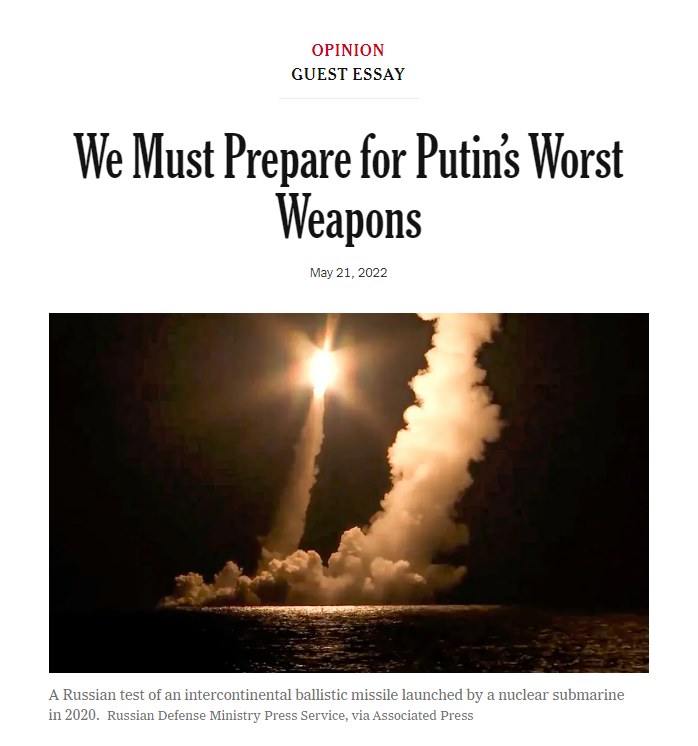 OPINION
GUEST ESSAY
We Must Prepare for Putin’s Worst
Weapons
May 21, 2022
A Russian test of an intercontinental ballistic missile launched by a nuclear submarine
in 2020. Russian Defense Ministry Press Service, via Associated Press